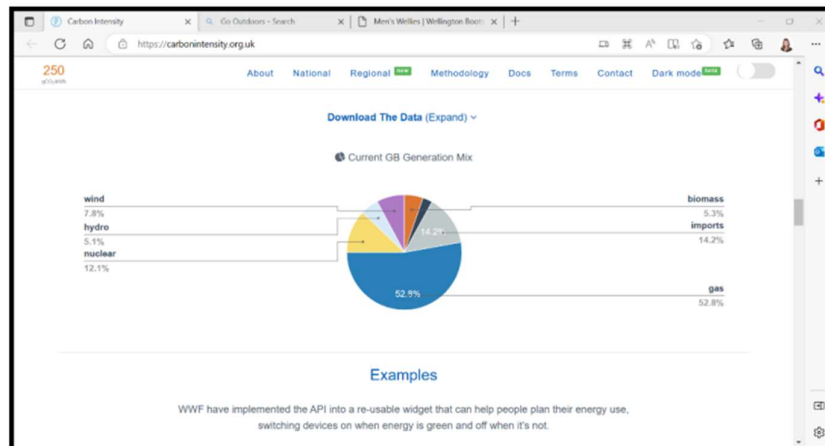 Carbon Intensity
Go Outdoors - Search
Men's Wellies | Wellington Boots
https://carbonintensity.org.uk
250
About National Regional Methodology Docs Terms Contact Dark mode
Download The Data (Expand)
Current GB Generation Mix
wind
7.8%
hydro
5.1%
nuclear
12.1%
biomass
5.3%
imports
14.2%
gas
52.8%
14.2%
52.8%
Examples
WWF have implemented the API into a re-usable widget that can help people plan their energy use,
switching devices on when energy is green and off when it's not.